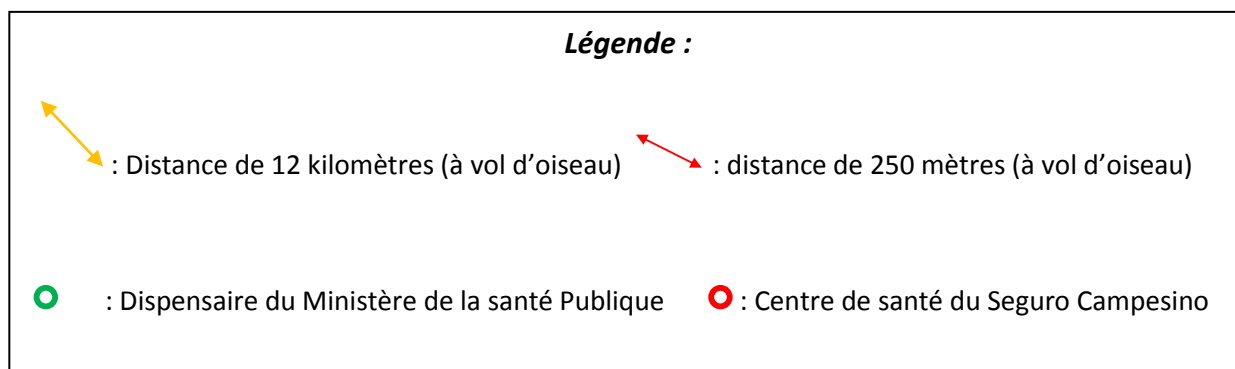 Légende :
: Distance de 12 kilomètres (à vol d’oiseau) : distance de 250 mètres (à vol d’oiseau)
: Dispensaire du Ministère de la santé Publique : Centre de santé du Seguro Campesino